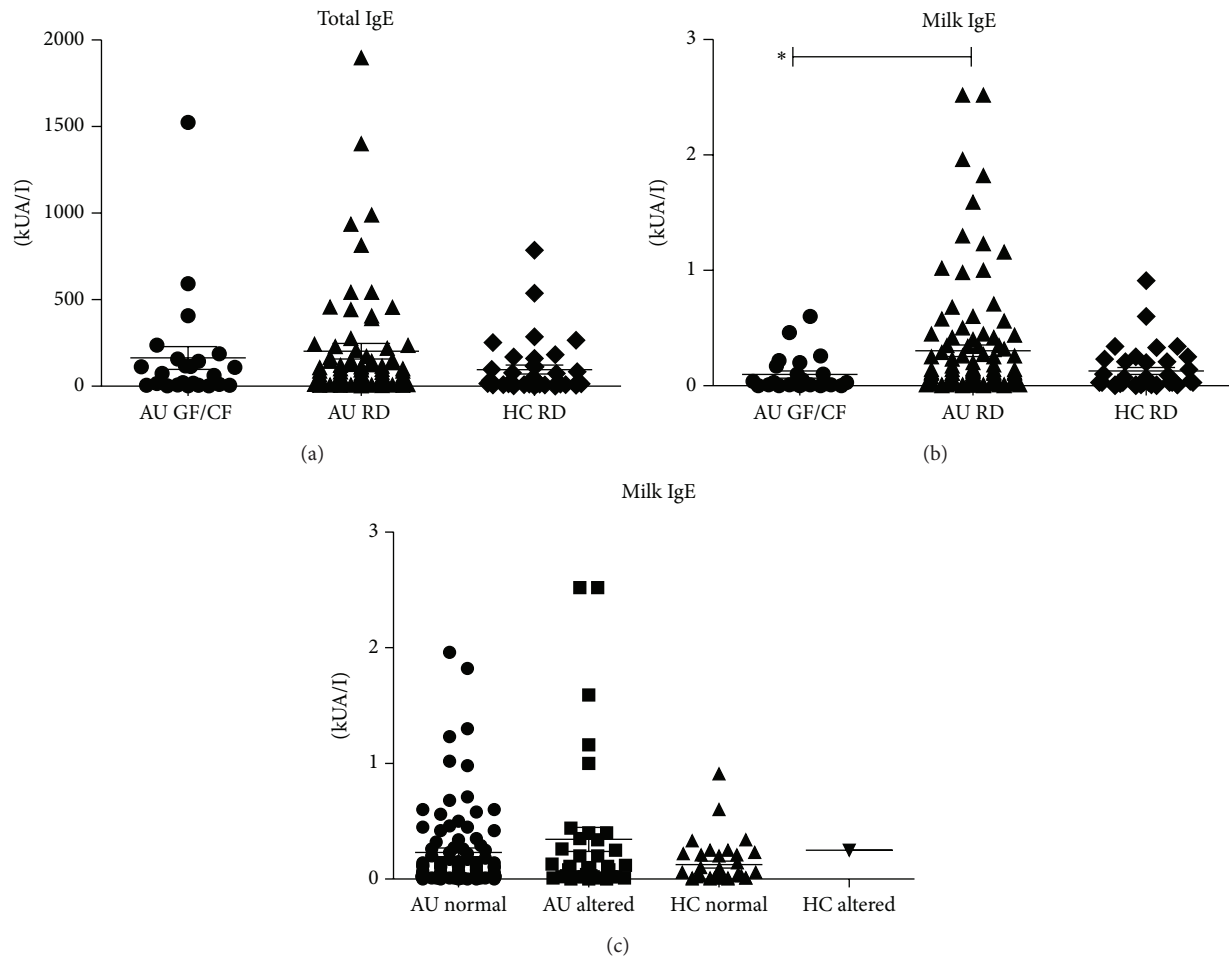 Total IgE
2000
1500
1000
500
0
(kUA/I)
AU GF/CF AU RD HC RD
(a)
Milk IgE
*
3
2
1
0
(kUA/I)
AU GF/CF AU RD HC RD
(b)
Milk IgE
3
2
1
0
(kUA/I)
AU normal AU altered HC normal HC altered
(c)